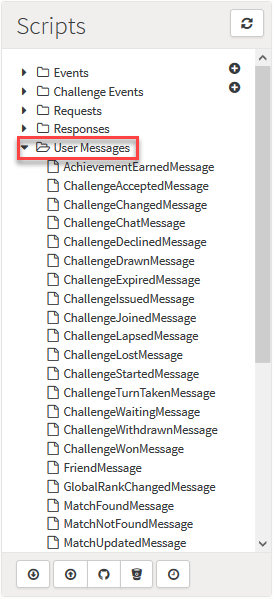 Scripts
Events
Challenge Events
Requests
Responses
User Messages
AchievementEarnedMessage
ChallengeAcceptedMessage
ChallengeChangedMessage
ChallengeChatMessage
ChallengeDeclinedMessage
ChallengeDrawnMessage
ChallengeExpiredMessage
ChallengeIssuedMessage
ChallengeJoinedMessage
ChallengeLapsedMessage
ChallengeLostMessage
ChallengeStartedMessage
ChallengeTurnTakenMessage
ChallengeWaitingMessage
ChallengeWithdrawnMessage
ChallengeWonMessage
FriendMessage
GlobalRankChangedMessage
MatchFoundMessage
MatchNotFoundMessage
MatchUpdatedMessage